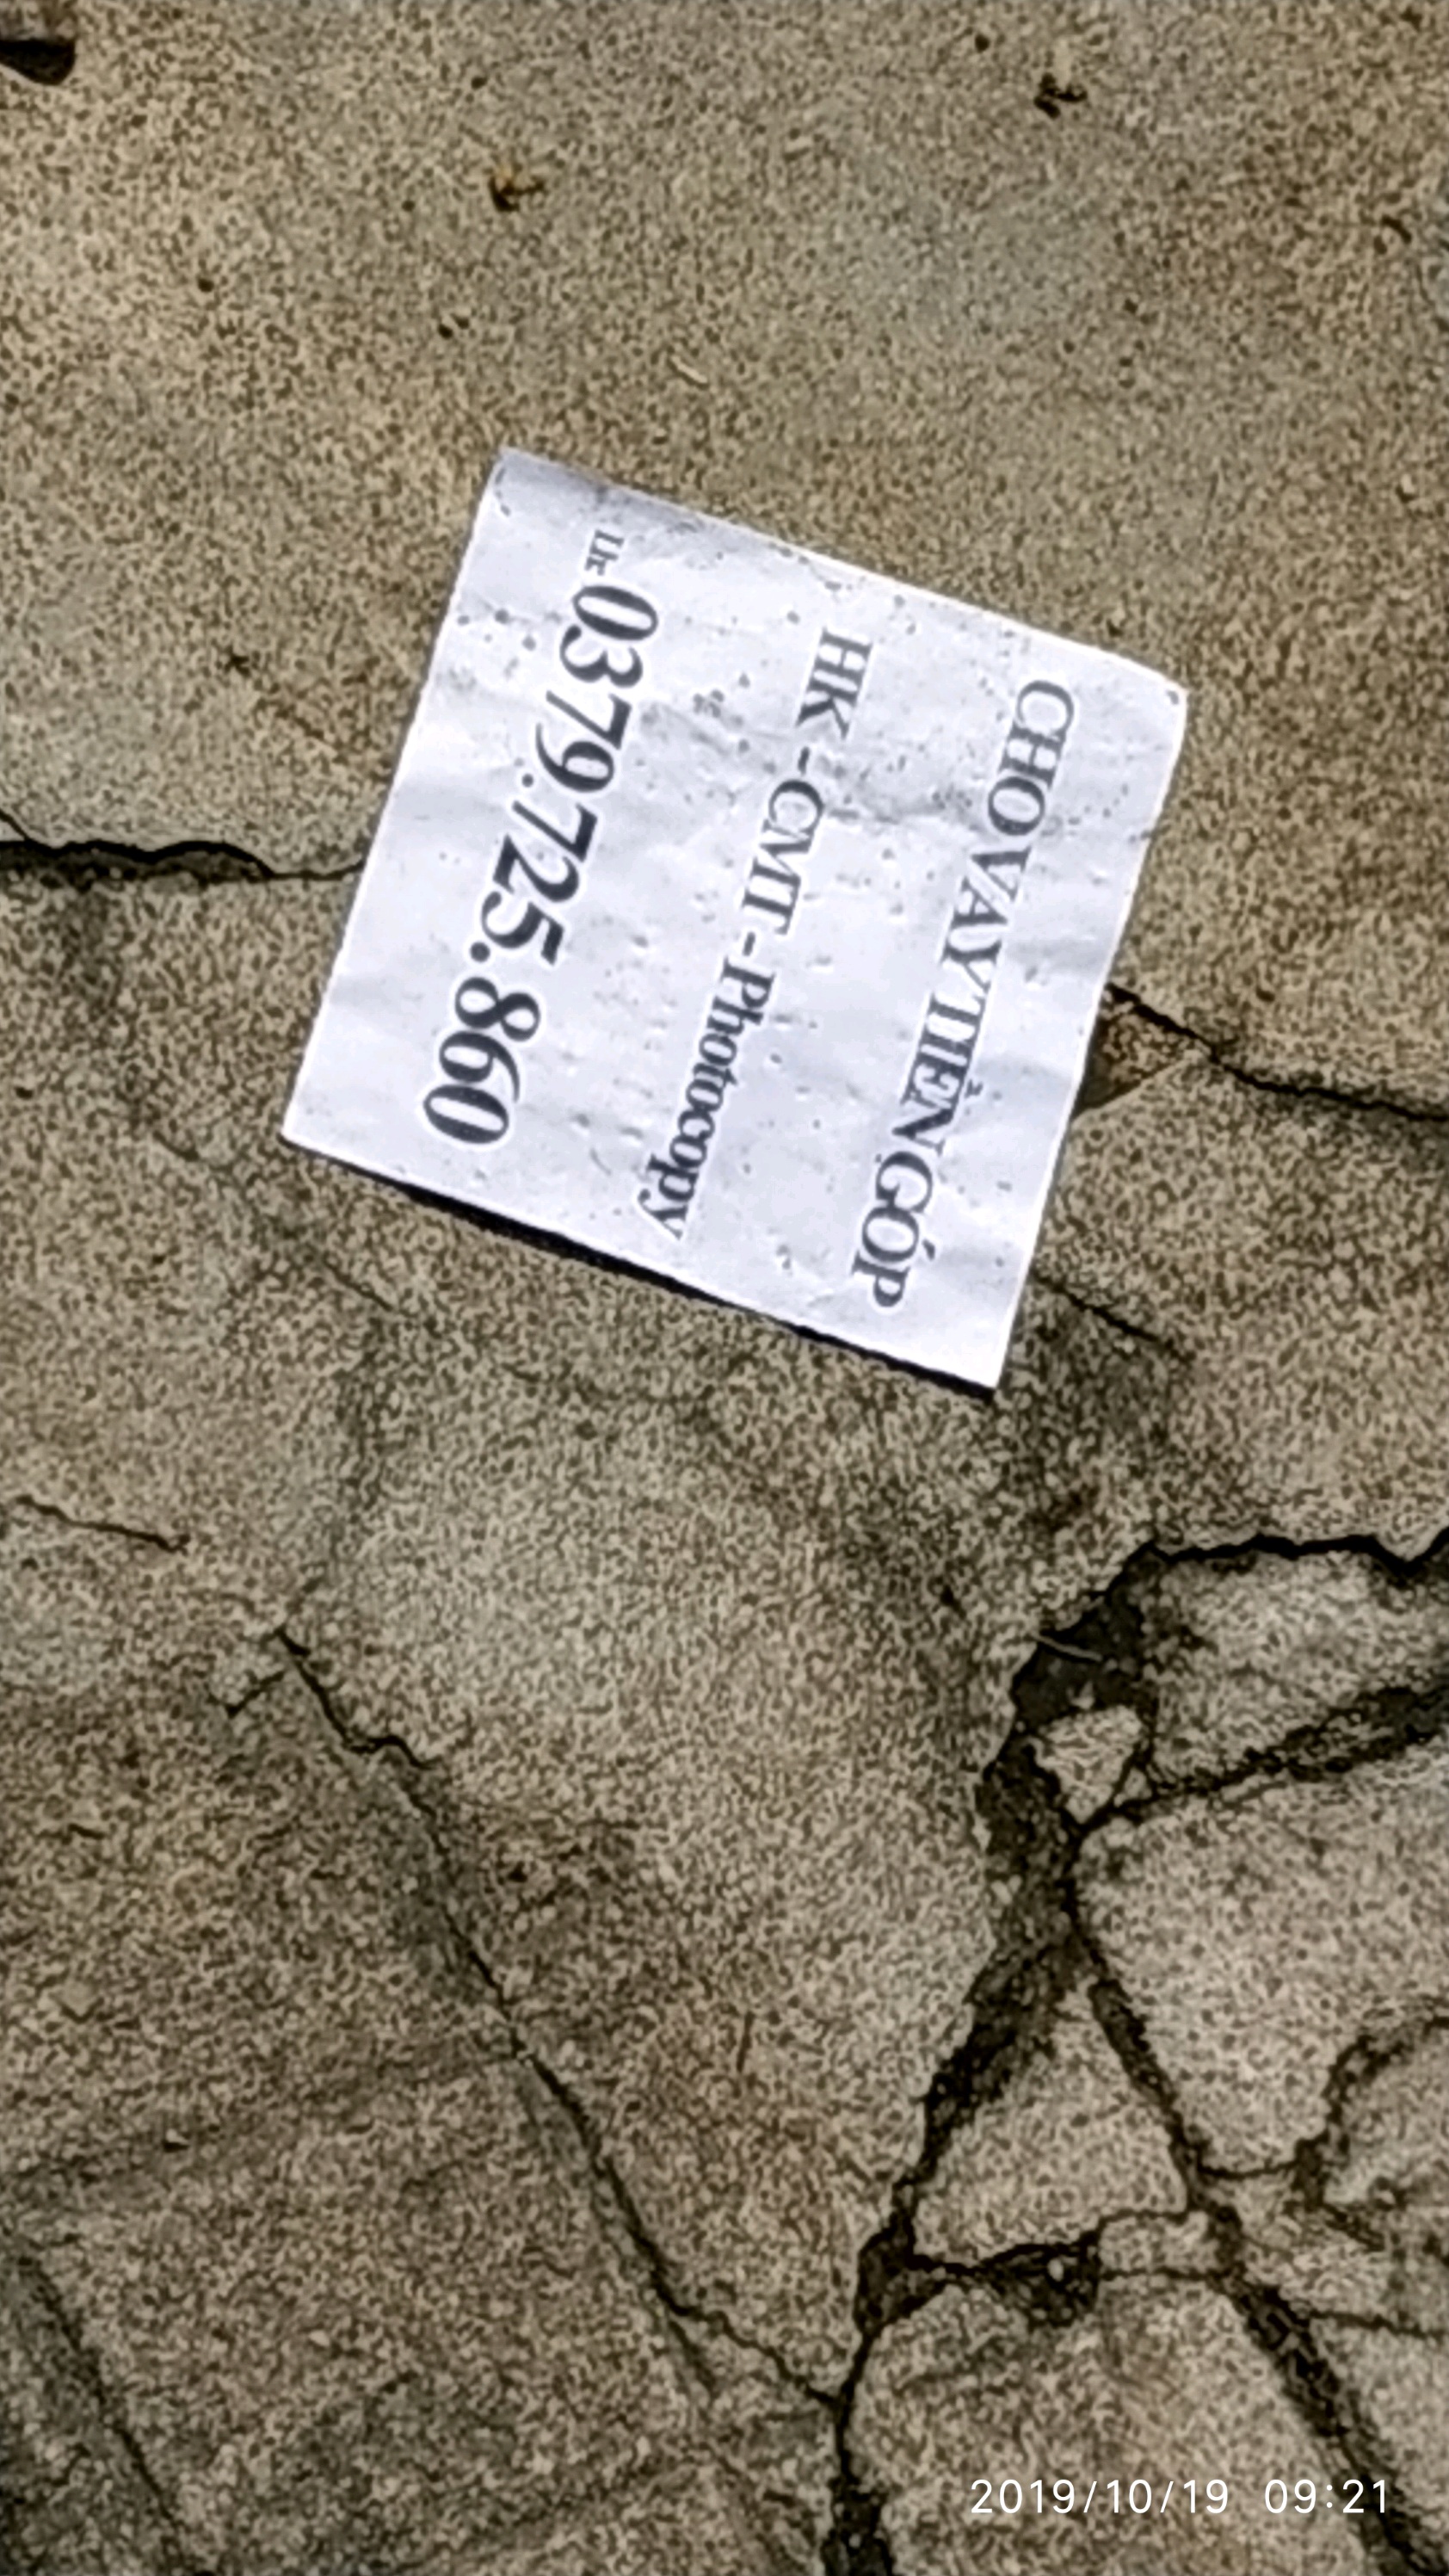 CHO VAY TIỀN GÓP
HK - CMT - Photocopy
LH: 0379.725.860
2019/10/19 09:21